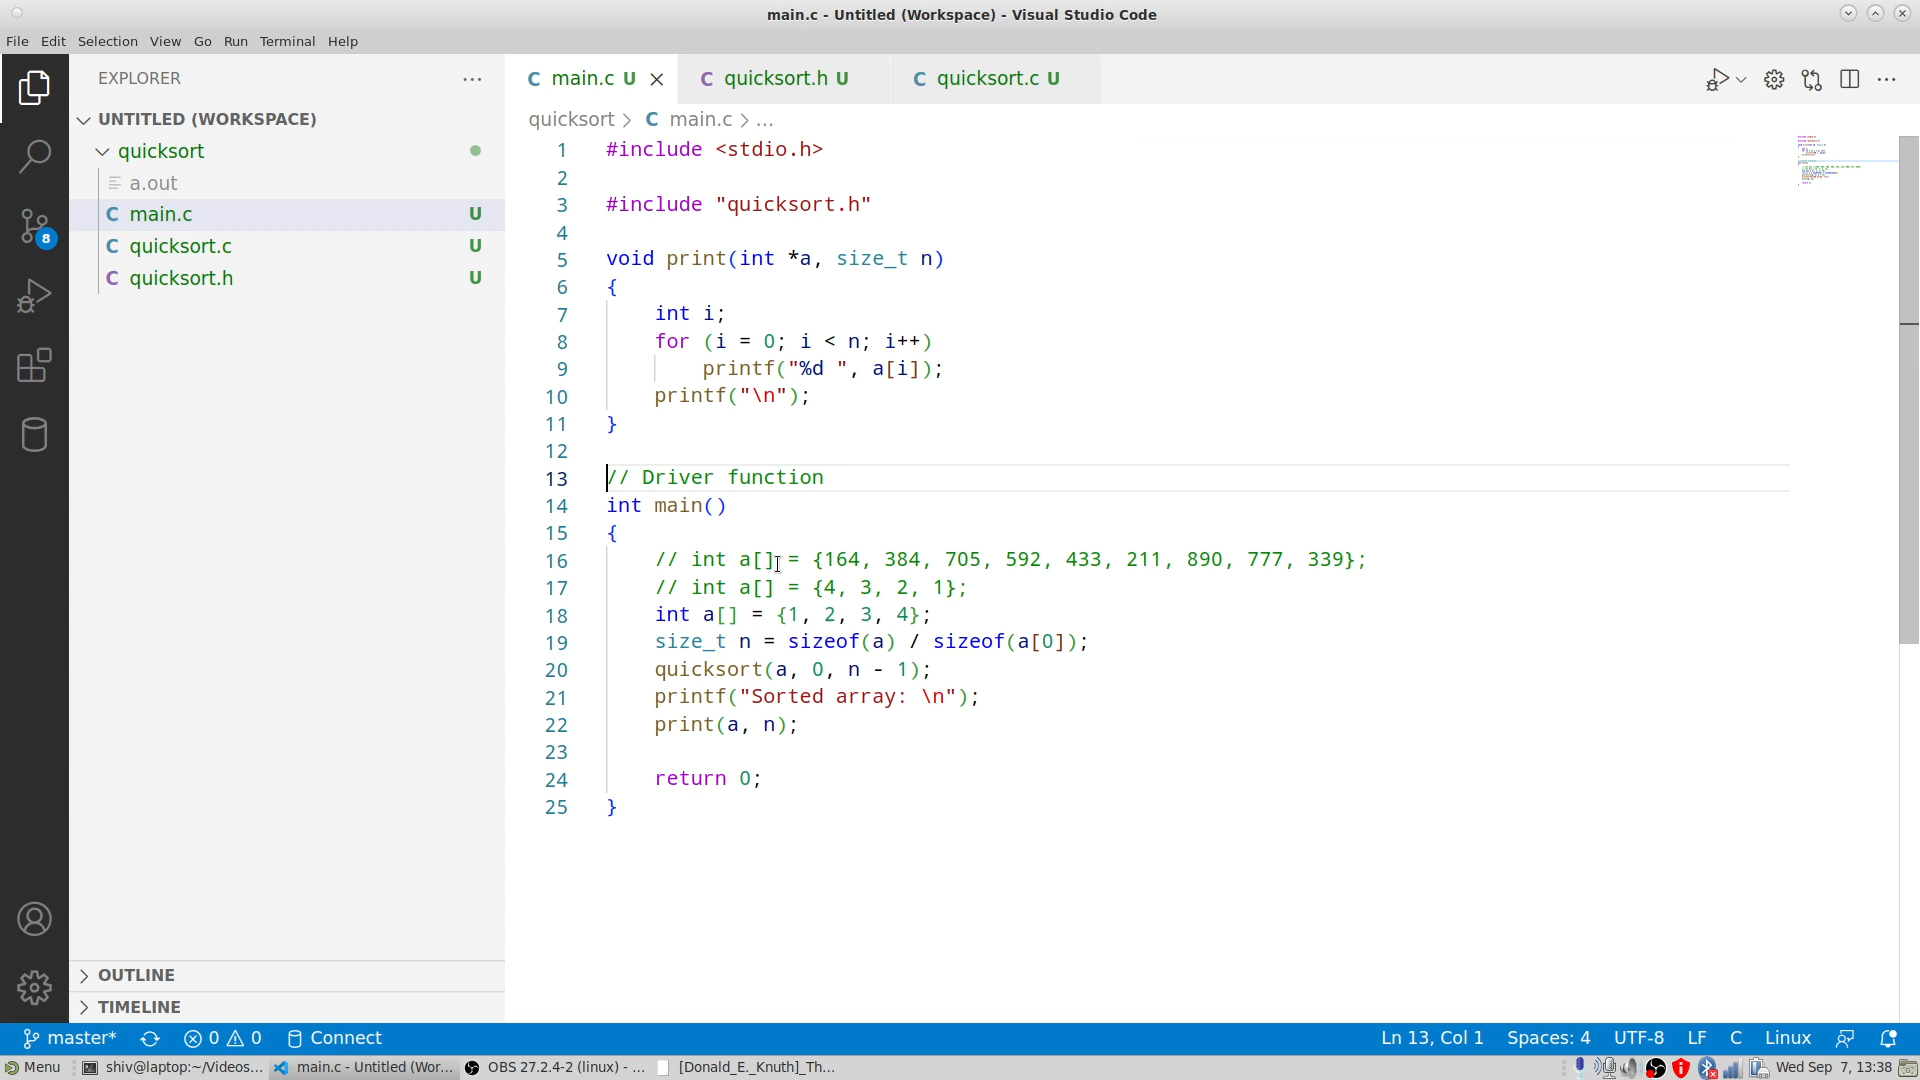 main.c - Untitled (Workspace) - Visual Studio Code
File Edit Selection View Go Run Terminal Help
EXPLORER
UNTITLED (WORKSPACE)
quicksort
a.out
C main.c U
C quicksort.c U
C quicksort.h U
OUTLINE
TIMELINE
8
C main.c U
C quicksort.h U
C quicksort.c U
quicksort > C main.c > ...
1 #include <stdio.h>
2
3 #include "quicksort.h"
4
5 void print(int *a, size_t n)
6 {
7 int i;
8 for (i = 0; i < n; i++)
9 printf("%d ", a[i]);
10 printf("\n");
11 }
12
13 // Driver function
14 int main()
15 {
16 // int a[] = {164, 384, 705, 592, 433, 211, 890, 777, 339};
17 // int a[] = {4, 3, 2, 1};
18 int a[] = {1, 2, 3, 4};
19 size_t n = sizeof(a) / sizeof(a[0]);
20 quicksort(a, 0, n - 1);
21 printf("Sorted array: \n");
22 print(a, n);
23
24 return 0;
25 }
master* 0 0 Connect Ln 13, Col 1 Spaces: 4 UTF-8 LF C Linux
Menu shiv@laptop:~/Videos... main.c - Untitled (Wor... OBS 27.2.4-2 (linux) - ... [Donald_E._Knuth]_Th... Wed Sep 7, 13:38